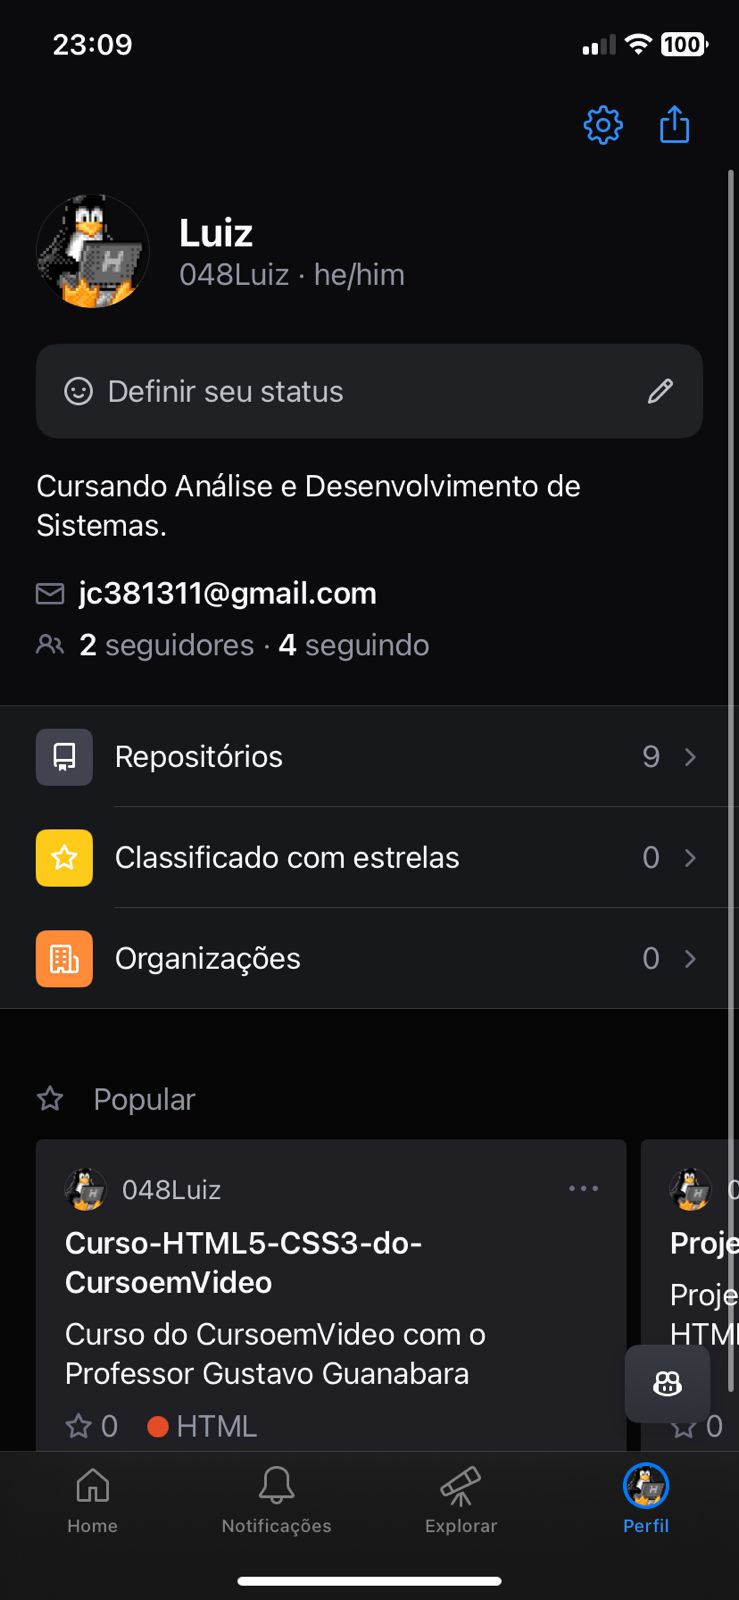 23:09
100
Luiz
048Luiz · he/him
Definir seu status
Cursando Análise e Desenvolvimento de
Sistemas.
jc381311@gmail.com
2 seguidores · 4 seguindo
Repositórios 9
Classificado com estrelas 0
Organizações 0
Popular
048Luiz
Curso-HTML5-CSS3-do-
CursoemVideo
Curso do CursoemVideo com o
Professor Gustavo Guanabara
0 HTML
0
Proje
Proje
HTML
0
Home
Notificações
Explorar
Perfil